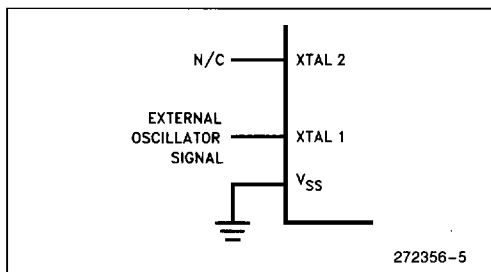 N/C
XTAL 2
EXTERNAL
OSCILLATOR
SIGNAL
XTAL 1
VSS
272356-5